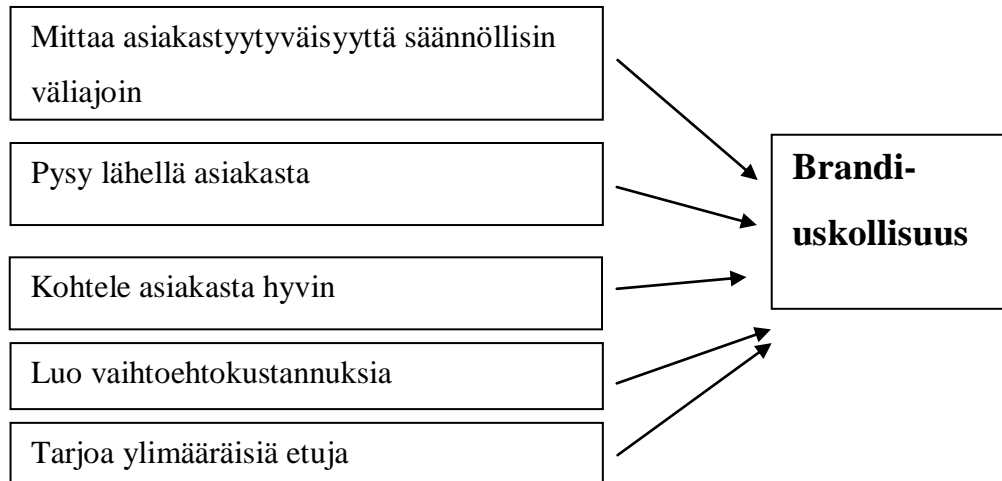 Mittaa asiakastyytyväisyyttä säännöllisin
väliajoin
Pysy lähellä asiakasta
Kohtele asiakasta hyvin
Luo vaihtoehtokustannuksia
Tarjoa ylimääräisiä etuja
Brandi-
uskollisuus